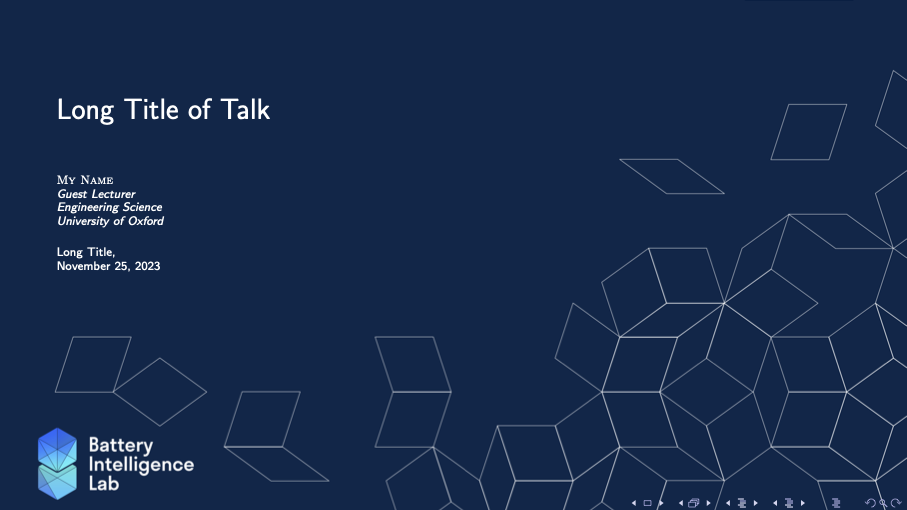 Long Title of Talk
My Name
Guest Lecturer
Engineering Science
University of Oxford
Long Title,
November 25, 2023
Battery
Intelligence
Lab